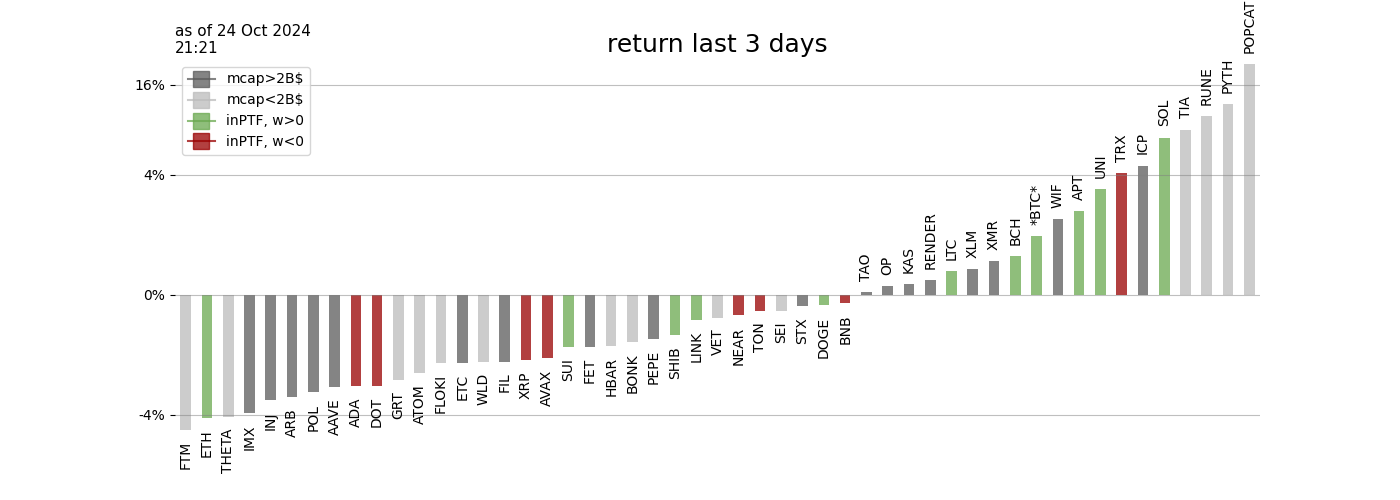 as of 24 Oct 2024
21:21
return last 3 days
mcap>2B$
mcap<2B$
inPTF, w>0
inPTF, w<0
16%
4%
0%
-4%
FTM
ETH
THETA
IMX
INJ
ARB
POL
AAVE
ADA
DOT
GRT
ATOM
FLOKI
ETC
WLD
FIL
XRP
AVAX
SUI
FET
HBAR
BONK
PEPE
SHIB
LINK
VET
NEAR
TON
SEI
STX
DOGE
BNB
TAO
OP
KAS
RENDER
LTC
XLM
XMR
BCH
*BTC*
WIF
APT
UNI
TRX
ICP
SOL
TIA
RUNE
PYTH
POPCAT